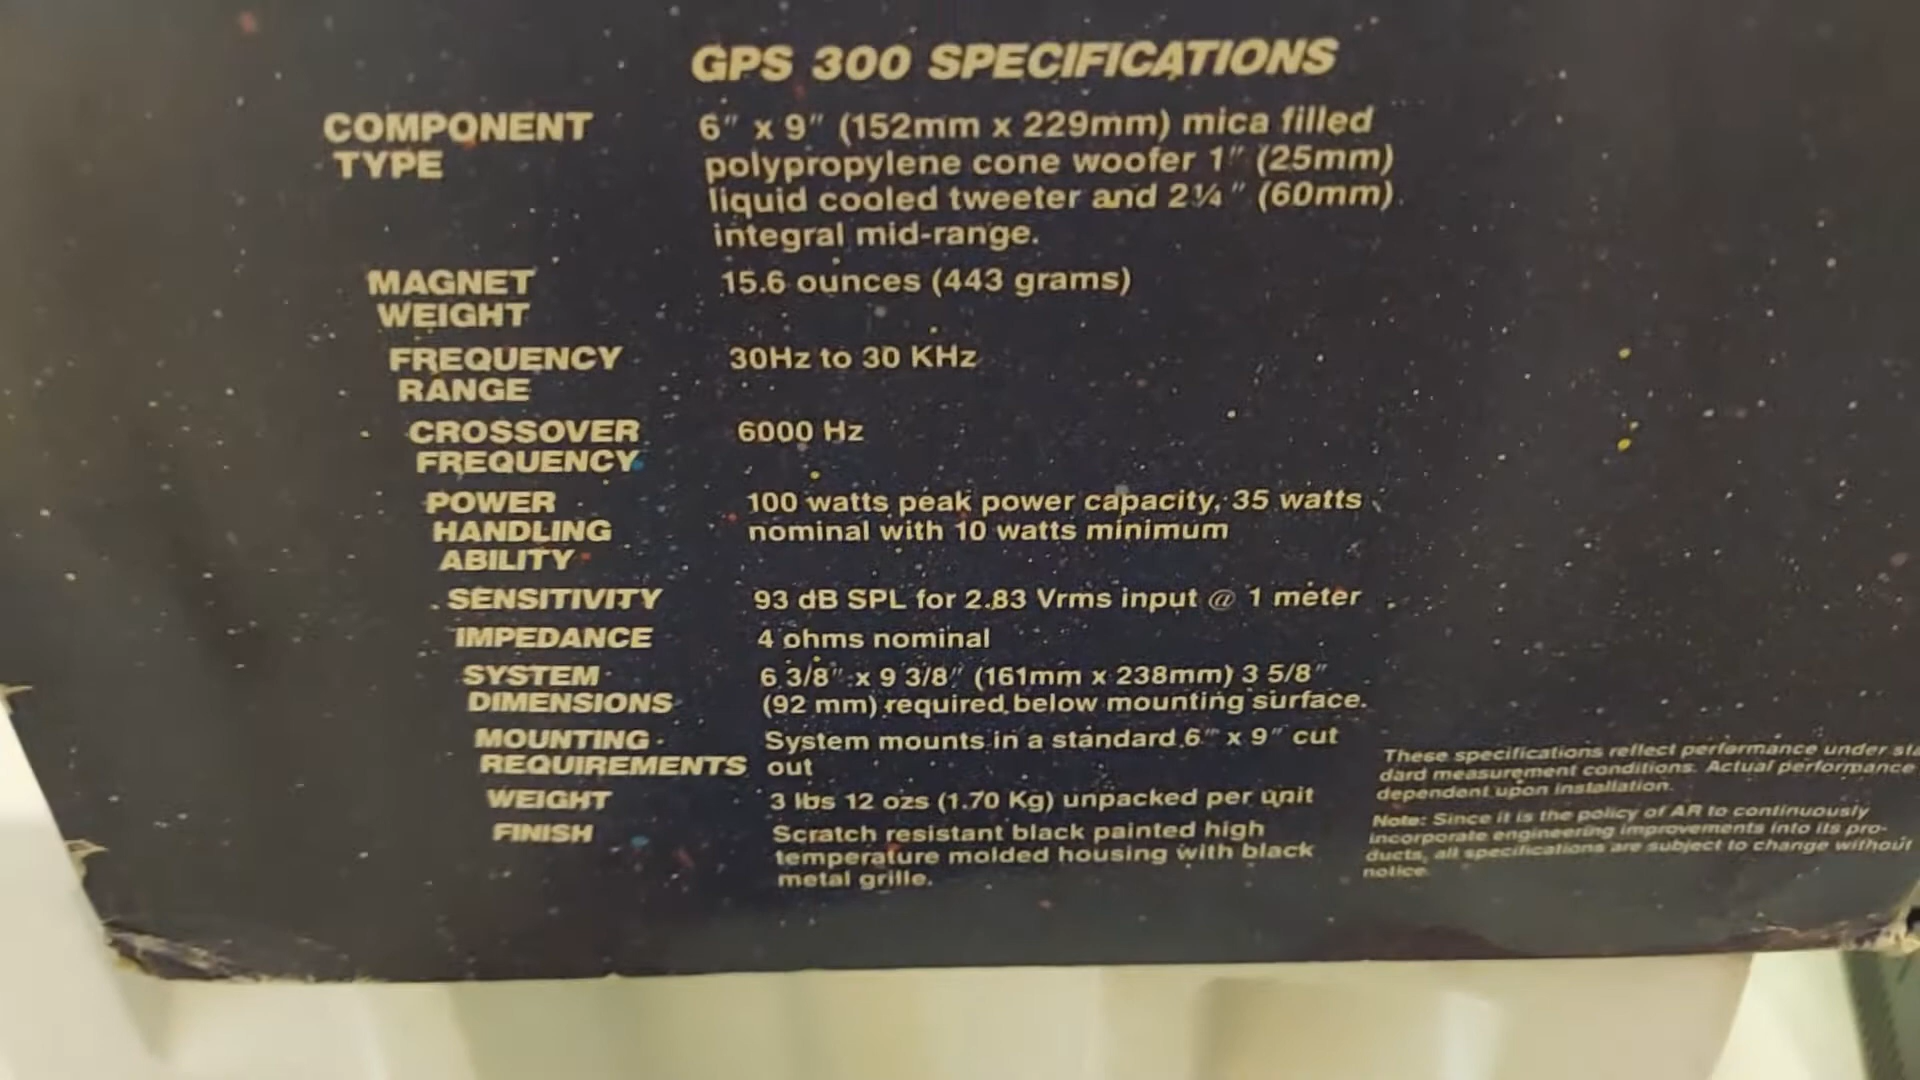 GPS 300 SPECIFICATIONS
COMPONENT TYPE
6" x 9" (152mm x 229mm) mica filled
polypropylene cone woofer 1" (25mm)
liquid cooled tweeter and 2¼" (60mm)
integral mid-range.
MAGNET WEIGHT
15.6 ounces (443 grams)
FREQUENCY RANGE
30Hz to 30 KHz
CROSSOVER FREQUENCY
6000 Hz
POWER HANDLING ABILITY
100 watts peak power capacity, 35 watts
nominal with 10 watts minimum
SENSITIVITY
93 dB SPL for 2.83 Vrms input @ 1 meter
IMPEDANCE
4 ohms nominal
SYSTEM DIMENSIONS
6 3/8" x 9 3/8" (161mm x 238mm) 3 5/8"
(92 mm) required below mounting surface.
MOUNTING REQUIREMENTS
System mounts in a standard 6" x 9" cut
out
WEIGHT
3 lbs 12 ozs (1.70 Kg) unpacked per unit
FINISH
Scratch resistant black painted high
temperature molded housing with black
metal grille.
These specifications reflect performance under
dard measurement conditions. Actual performance
dependent upon installation.
Note: Since it is the policy of AR to continuously
incorporate engineering improvements into its pro-
ducts, all specifications are subject to change without
notice.